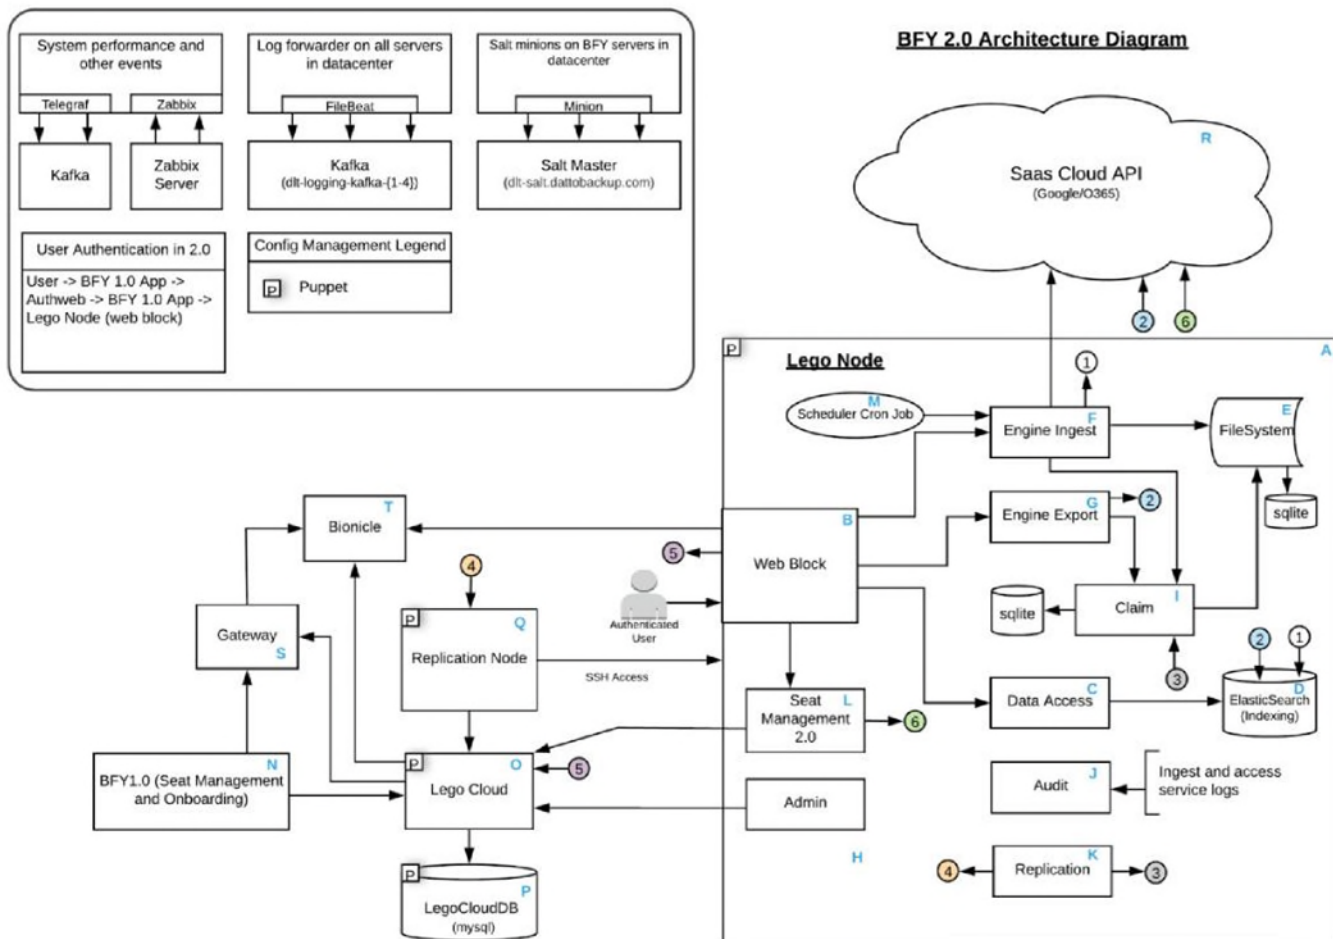 System performance and
other events
Telegraf
Zabbix
Kafka
Zabbix
Server
Log forwarder on all servers
in datacenter
FileBeat
Kafka
(dlt-logging-kafka-{1-4})
Salt minions on BFY servers in
datacenter
Minion
Salt Master
(dlt-salt.dattobackup.com)
User Authentication in 2.0
User -> BFY 1.0 App ->
Authweb -> BFY 1.0 App ->
Lego Node (web block)
Config Management Legend
P
Puppet
BFY 2.0 Architecture Diagram
R
Saas Cloud API
(Google/O365)
2
6
P
A
Lego Node
1
M
Scheduler Cron Job
F
Engine Ingest
E
FileSystem
sqlite
G
Engine Export
2
B
Web Block
5
Authenticated
User
sqlite
I
Claim
3
2
1
D
ElasticSearch
(Indexing)
C
Data Access
L
Seat
Management
2.0
6
J
Audit
Ingest and access
service logs
Admin
H
K
Replication
4
3
T
Bionicle
4
P
Q
Replication Node
SSH Access
Gateway
S
N
BFY1.0 (Seat Management
and Onboarding)
P
O
Lego Cloud
5
P
P
LegoCloudDB
(mysql)